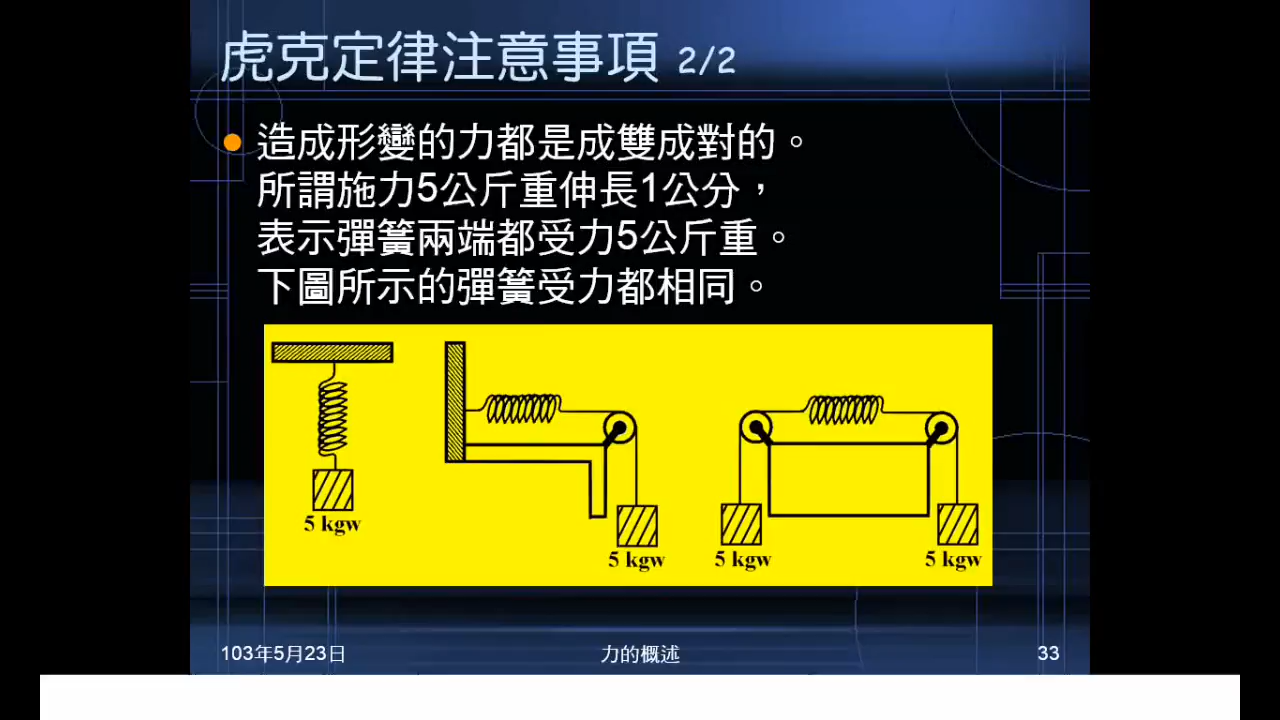 虎克定律注意事項 2/2
造成形變的力都是成雙成對的。
所謂施力5公斤重伸長1公分，
表示彈簧兩端都受力5公斤重。
下圖所示的彈簧受力都相同。
5 kgw
5 kgw
5 kgw
5 kgw
103年5月23日
力的概述
33